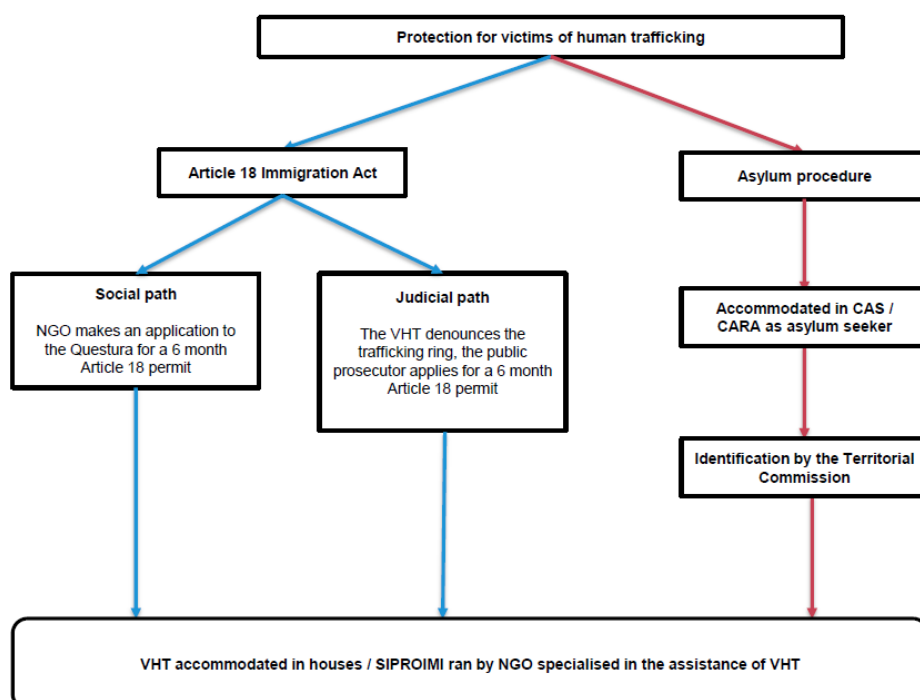 Protection for victims of human trafficking
Article 18 Immigration Act
Asylum procedure
Social path
NGO makes an application to
the Questura for a 6 month
Article 18 permit
Judicial path
The VHT denounces the
trafficking ring, the public
prosecutor applies for a 6 month
Article 18 permit
Accommodated in CAS /
CARA as asylum seeker
Identification by the Territorial
Commission
VHT accommodated in houses / SIPROIMI ran by NGO specialised in the assistance of VHT